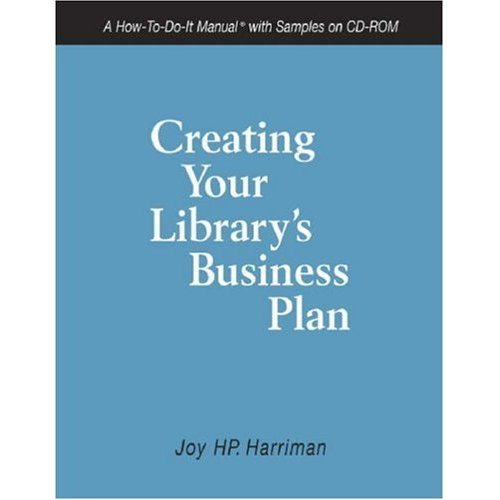 A How-To-Do-It Manual® with Samples on CD-ROM
Creating
Your
Library's
Business
Plan
Joy HP. Harriman